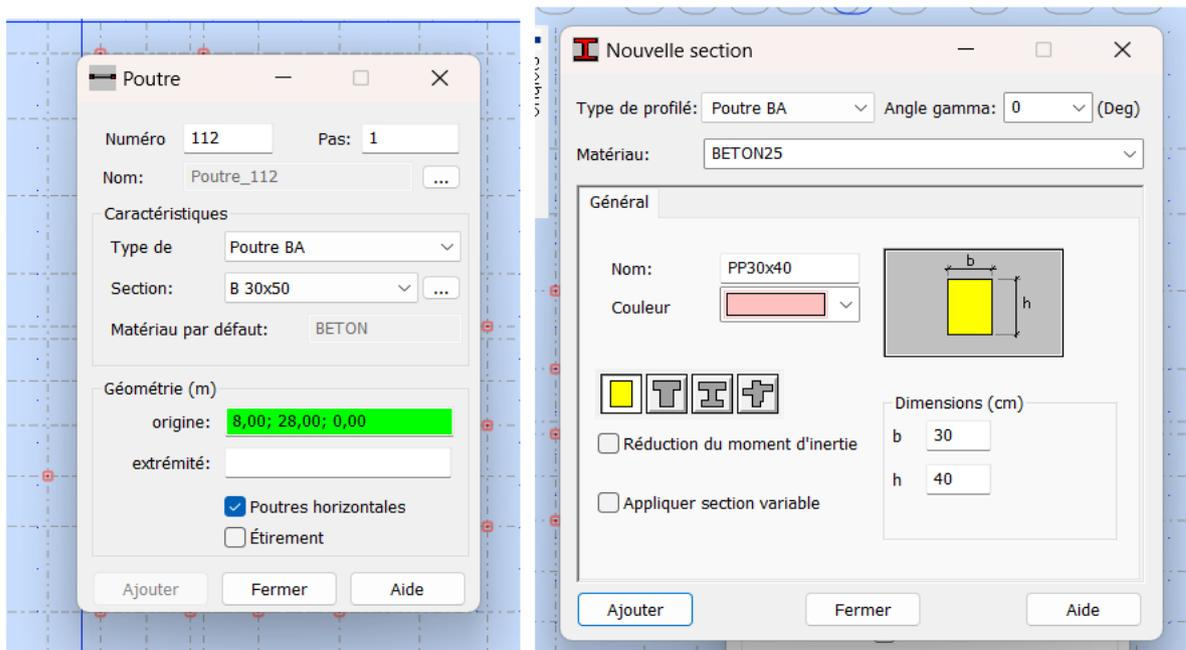 Poutre
Numéro 112 Pas: 1
Nom: Poutre_112 ...
Caractéristiques
Type de Poutre BA
Section: B 30x50 ...
Matériau par défaut: BETON
Géométrie (m)
origine: 8,00; 28,00; 0,00
extrémité:
Poutres horizontales
Étirement
Ajouter Fermer Aide
Nouvelle section
Type de profilé: Poutre BA Angle gamma: 0 (Deg)
Matériau: BETON25
Général
Nom: PP30x40
Couleur
b
h
Réduction du moment d'inertie
Appliquer section variable
Dimensions (cm)
b 30
h 40
Ajouter Fermer Aide